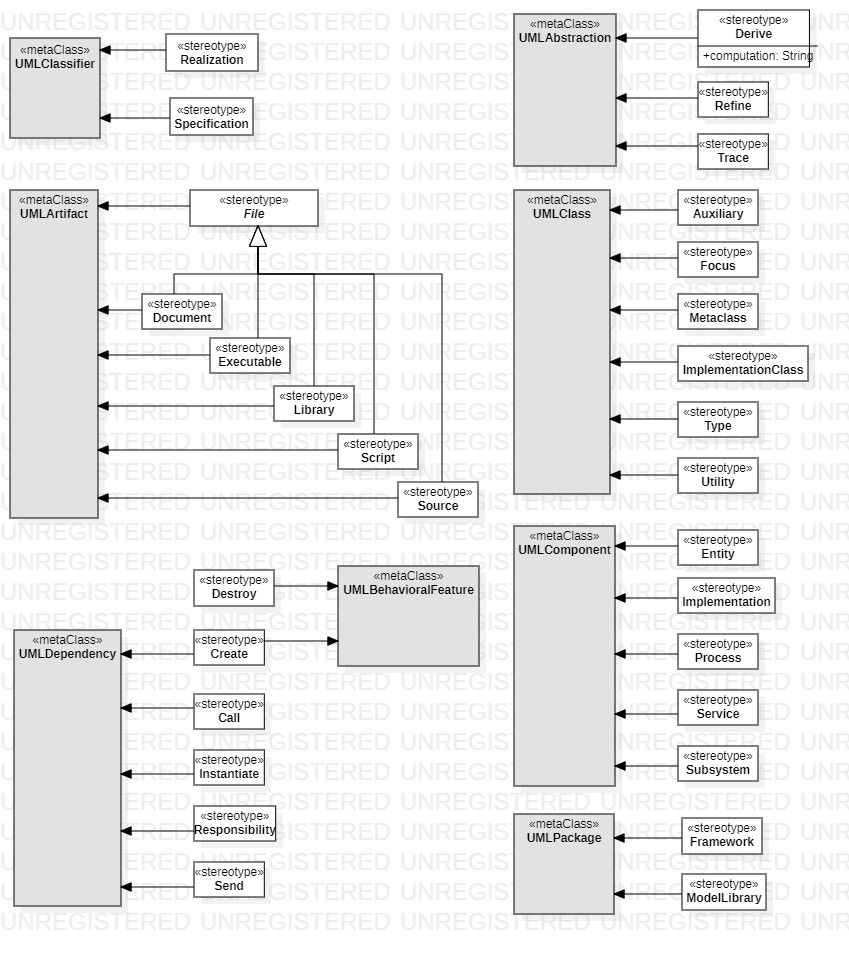 «metaClass»
UMLClassifier
«stereotype»
Realization
«stereotype»
Specification
«metaClass»
UMLAbstraction
«stereotype»
Derive
+computation: String
«stereotype»
Refine
«stereotype»
Trace
«metaClass»
UMLArtifact
«stereotype»
File
«stereotype»
Document
«stereotype»
Executable
«stereotype»
Library
«stereotype»
Script
«stereotype»
Source
«metaClass»
UMLClass
«stereotype»
Auxiliary
«stereotype»
Focus
«stereotype»
Metaclass
«stereotype»
ImplementationClass
«stereotype»
Type
«stereotype»
Utility
«stereotype»
Destroy
«metaClass»
UMLBehavioralFeature
«metaClass»
UMLDependency
«stereotype»
Create
«stereotype»
Call
«stereotype»
Instantiate
«stereotype»
Responsibility
«stereotype»
Send
«metaClass»
UMLComponent
«stereotype»
Entity
«stereotype»
Implementation
«stereotype»
Process
«stereotype»
Service
«stereotype»
Subsystem
«metaClass»
UMLPackage
«stereotype»
Framework
«stereotype»
ModelLibrary
UNREGISTERED